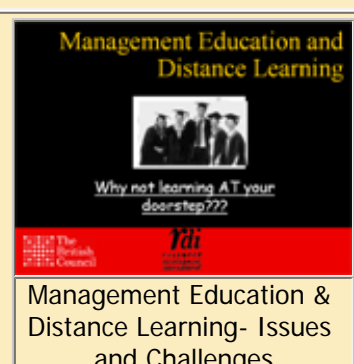 Management Education and
Distance Learning
Why not learning AT your
doorstep???
The
British
Council
rdi
Management Education &
Distance Learning- Issues
and Challenges